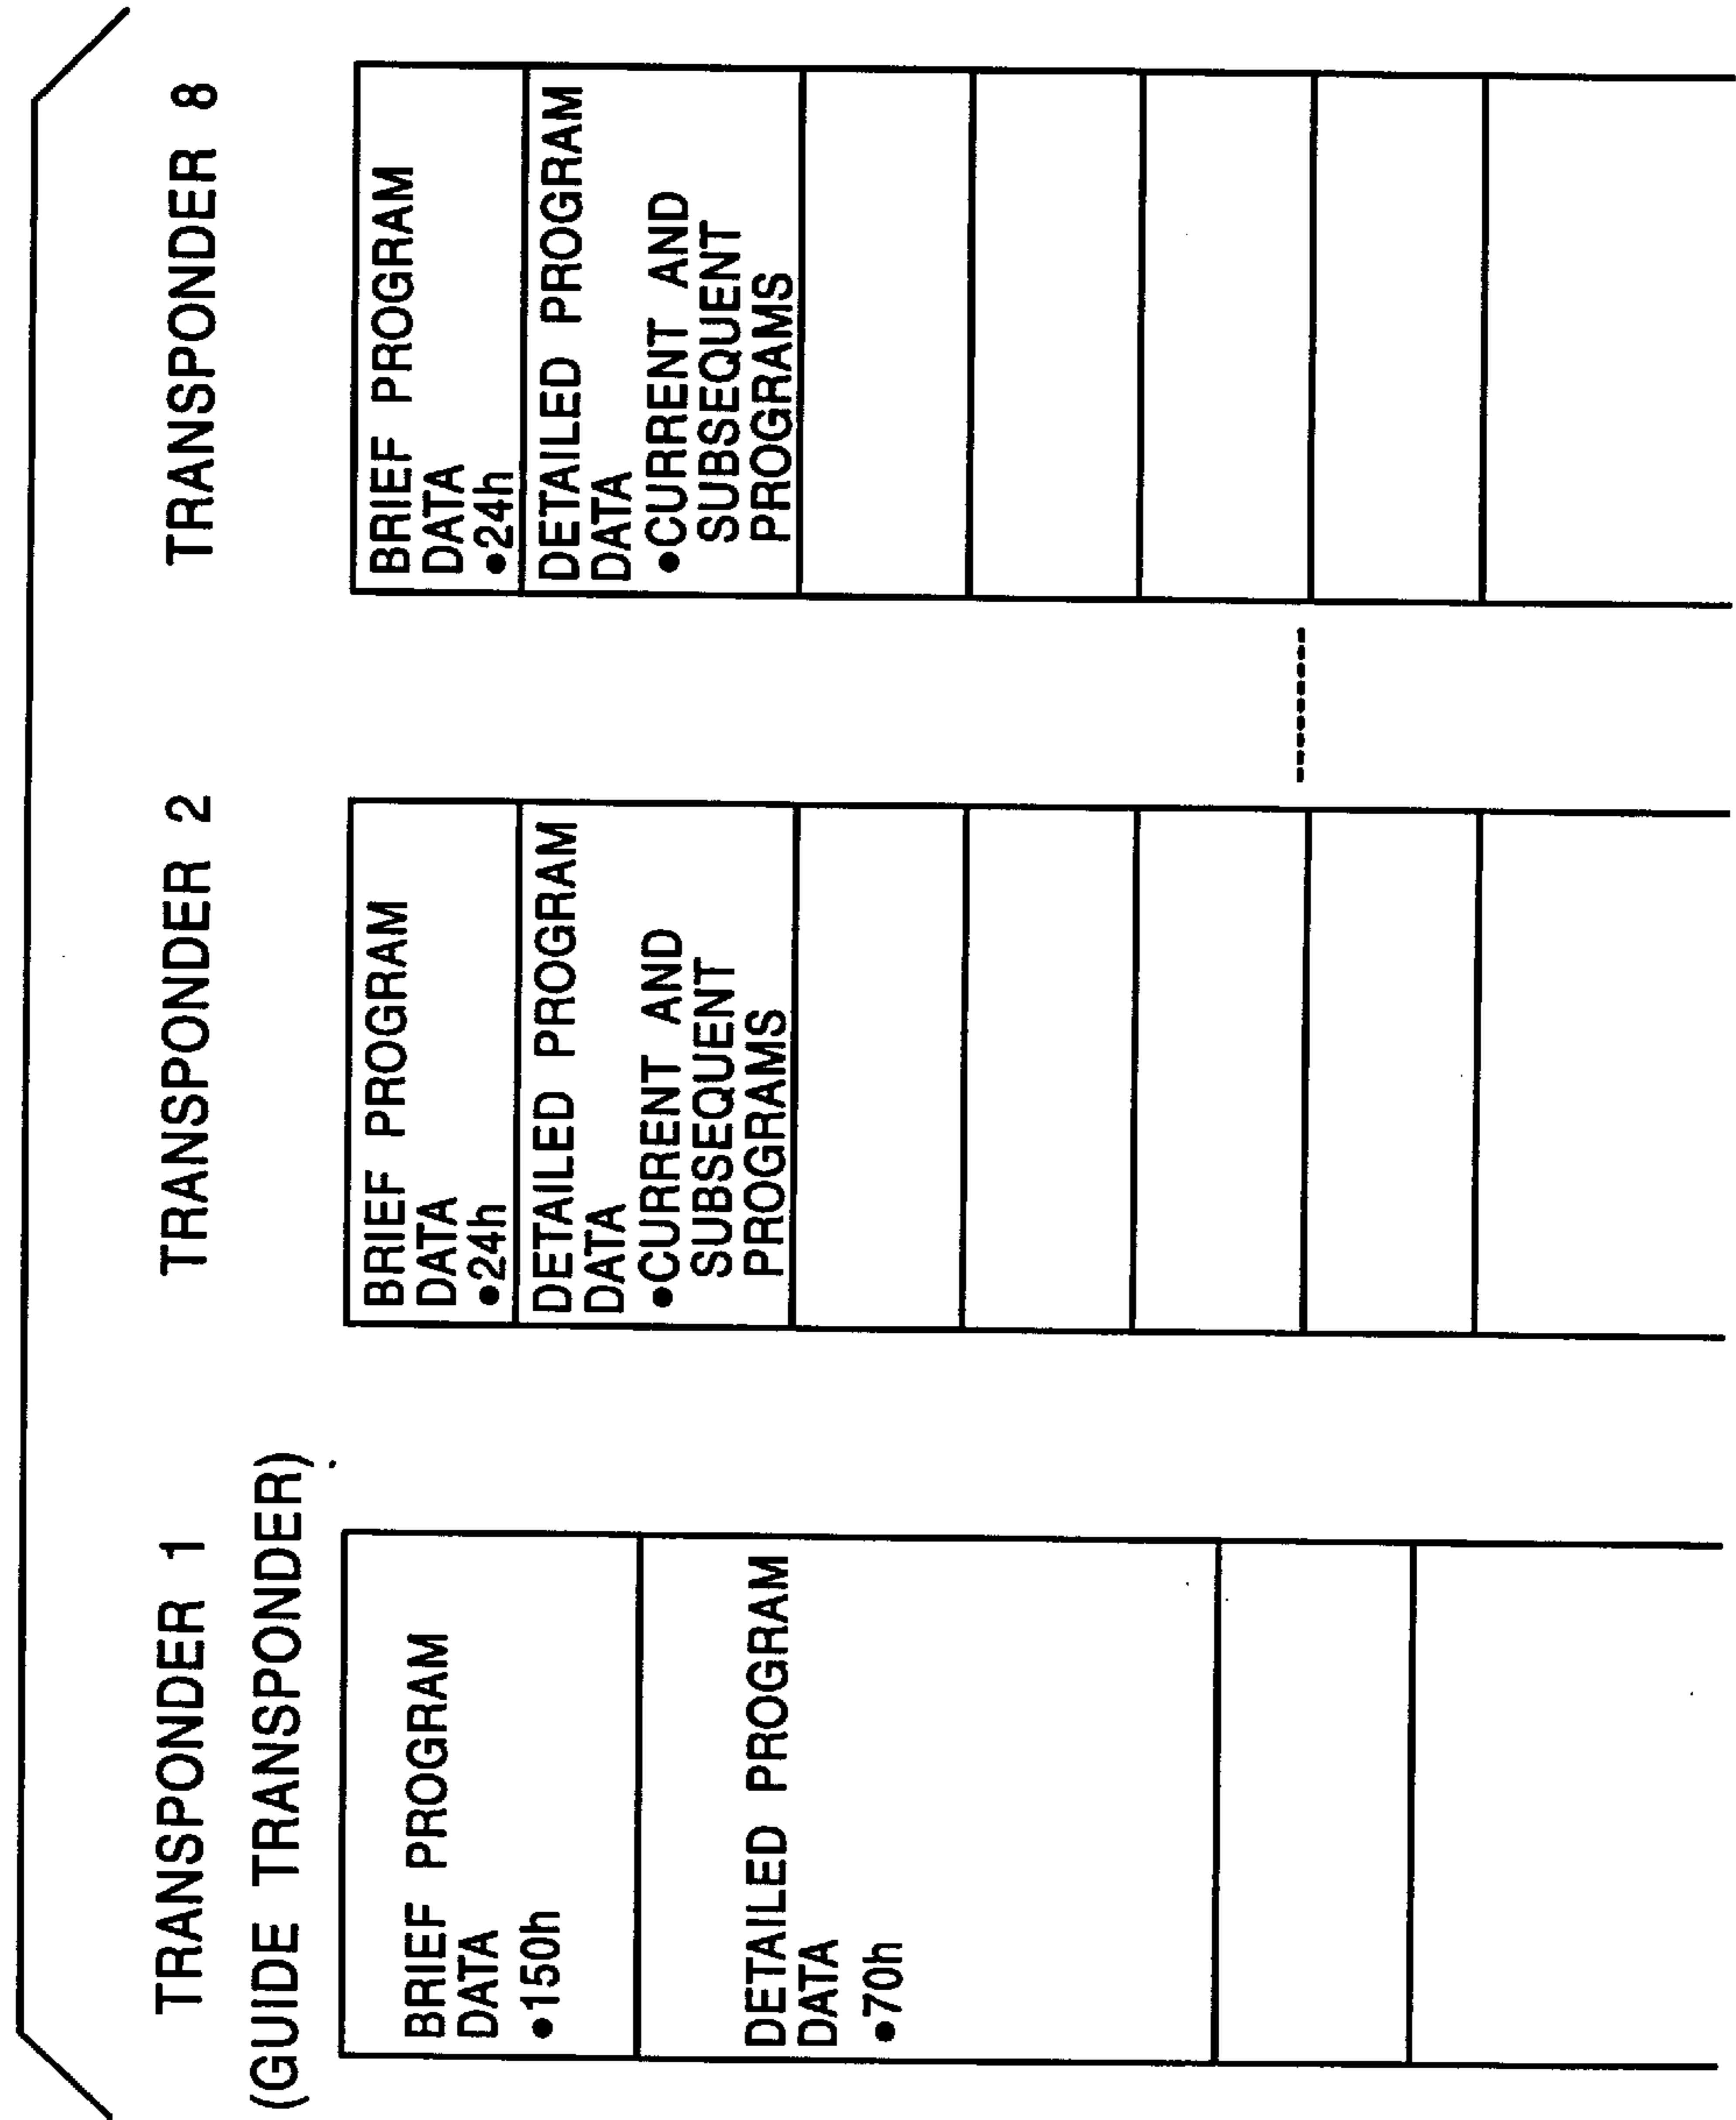 TRANSPONDER 1
(GUIDE TRANSPONDER)
BRIEF PROGRAM
DATA
•150h
DETAILED PROGRAM
DATA
•70h
TRANSPONDER 2
BRIEF PROGRAM
DATA
•24h
DETAILED PROGRAM
DATA
•CURRENT AND
SUBSEQUENT
PROGRAMS
TRANSPONDER 8
BRIEF PROGRAM
DATA
•24h
DETAILED PROGRAM
DATA
•CURRENT AND
SUBSEQUENT
PROGRAMS